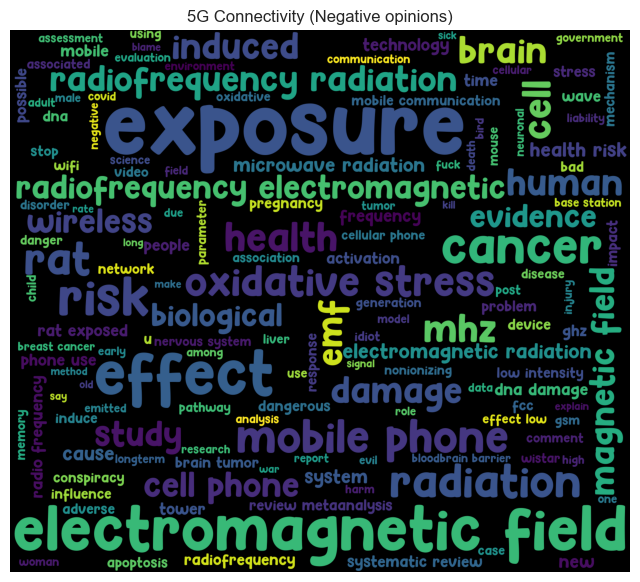 5G Connectivity (Negative opinions)
assessment using sick government
mobile blame induced technology brain
associated evaluation environment communication cellular stress
possible radiofrequency radiation time cell wave mechanism
adult male covid oxidative mobile communication
dna negative exposure neuronal liability
stop science death bird mouse health risk
wifi video field microwave radiation fuck bad
radiofrequency electromagnetic human
disorder rate due pregnancy tumor kill base station
wireless parameter frequency evidence impact
danger long people health cellular phone
rat network association activation cancer
child make oxidative stress post disease
risk biological generation problem injury
rat exposed model emf mhz device ghz
breast cancer u nervous system liver idiot
phone use early among response signal electromagnetic radiation magnetic field
method old effect use nonionizing low intensity
say damage data dna damage
memory induce emitted pathway dangerous role fcc
radio frequency study analysis effect low gsm explain
cause research mobile phone comment
longterm brain tumor war report evil bloodbrain barrier wistar high
conspiracy cell phone system radiation
influence harm one
adverse tower review metaanalysis
electromagnetic field
case
woman apoptosis radiofrequency systematic review new